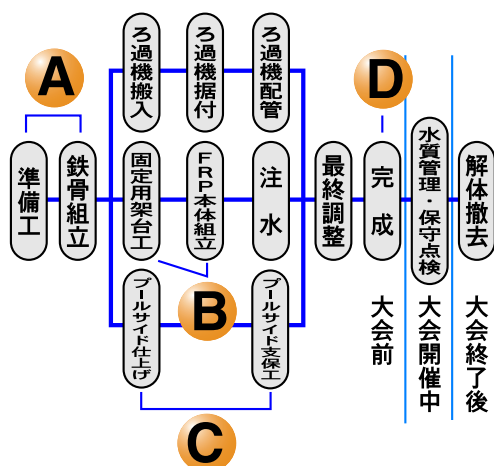 A
準備工
鉄骨組立
ろ過機搬入
ろ過機据付
ろ過機配管
固定用架台工
FRP本体組立
注水
B
プールサイド仕上げ
プールサイド支保工
C
最終調整
D
完成
水質管理・保守点検
解体撤去
大会前
大会開催中
大会終了後